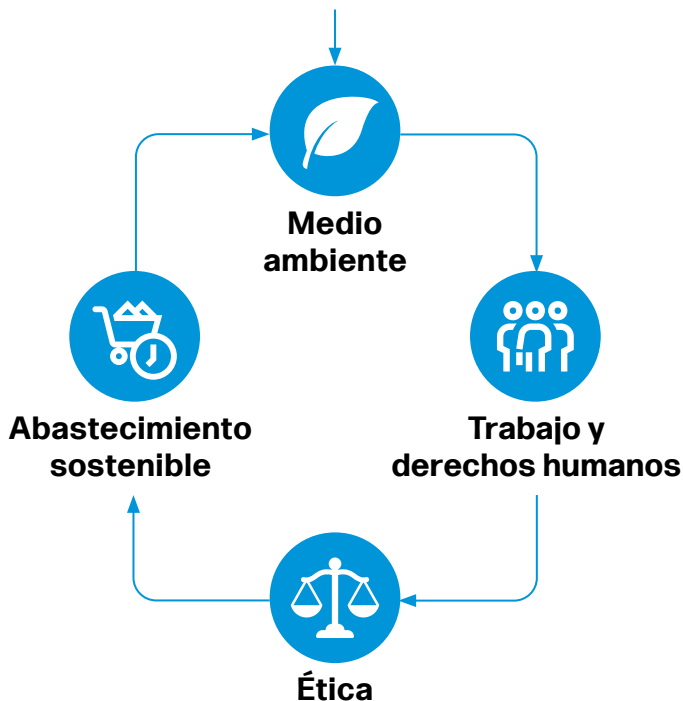 Medio
ambiente
Abastecimiento
sostenible
Trabajo y
derechos humanos
Ética